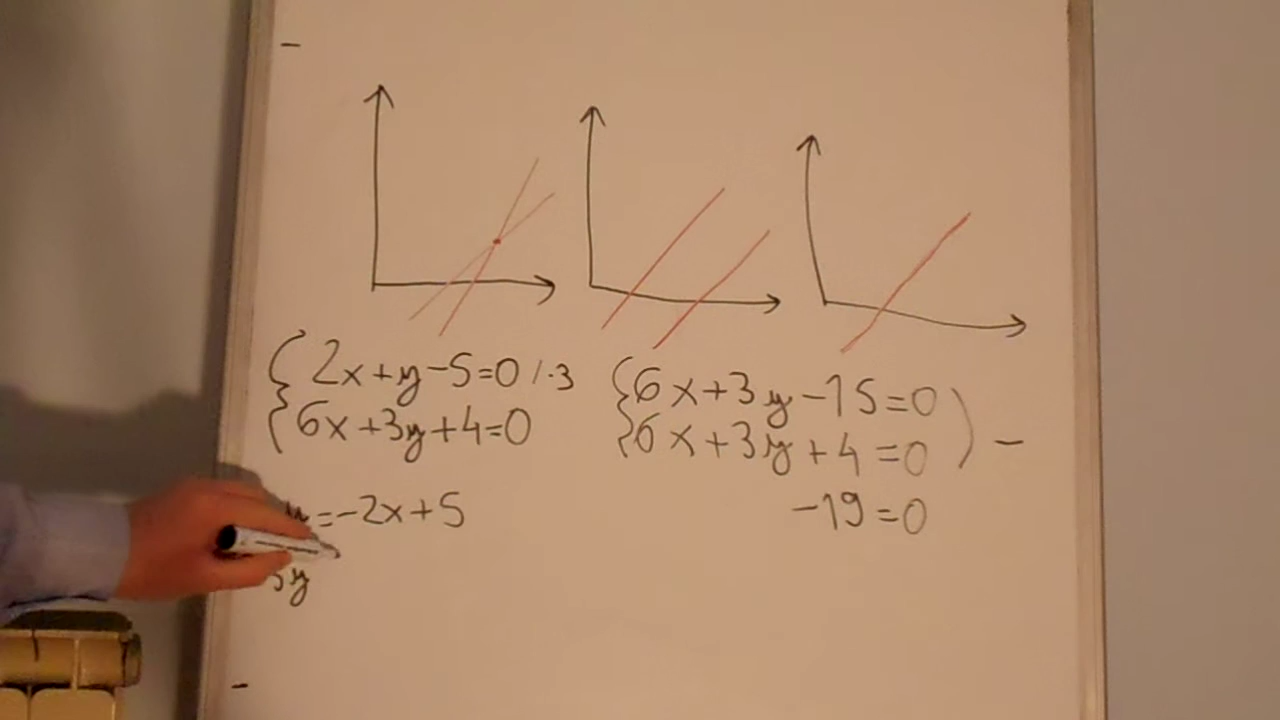 2x+y-5=0 /·3
6x+3y+4=0
6x+3y-15=0
6x+3y+4=0
-19=0
y=-2x+5
3y